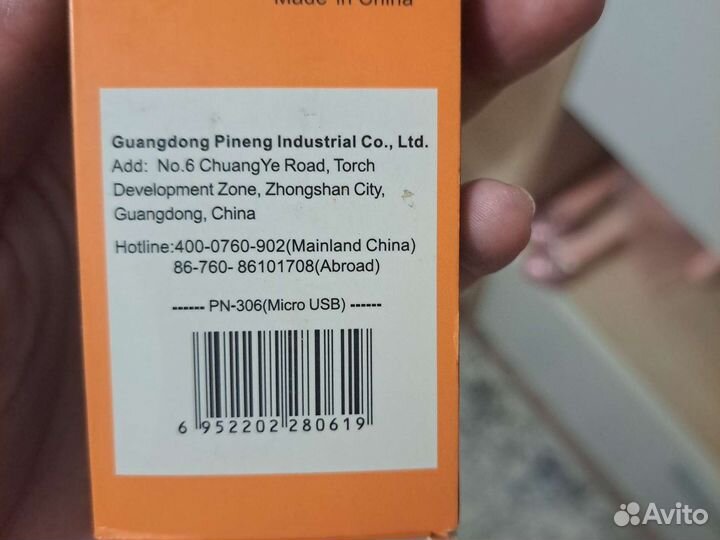 Made in China
Guangdong Pineng Industrial Co., Ltd.
Add: No.6 ChuangYe Road, Torch
Development Zone, Zhongshan City,
Guangdong, China
Hotline:400-0760-902(Mainland China)
86-760- 86101708(Abroad)
------ PN-306(Micro USB) ------
6 952202 280619
Avito